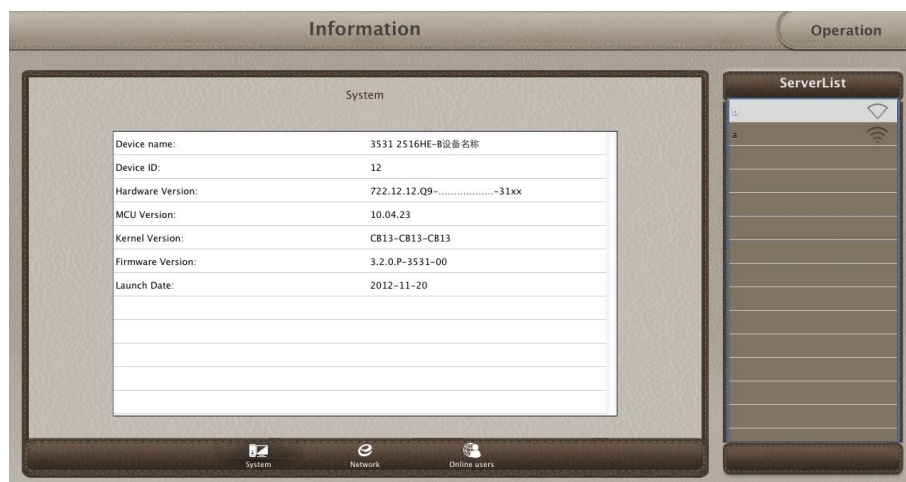 Information
Operation
System
ServerList
a
Device name: 3531 2516HE-B设备名称
Device ID: 12
Hardware Version: 722.12.12.Q9-..................-31xx
MCU Version: 10.04.23
Kernel Version: CB13-CB13-CB13
Firmware Version: 3.2.0.P-3531-00
Launch Date: 2012-11-20
System
Network
Online users